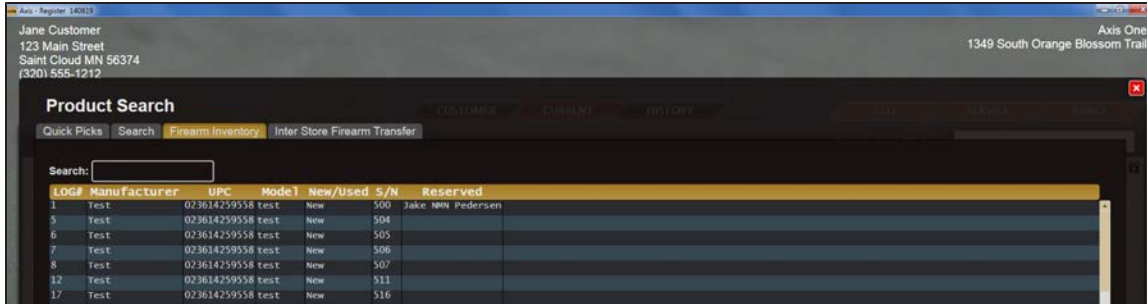 Axis - Register 140819
Jane Customer
123 Main Street
Saint Cloud MN 56374
(320) 555-1212
Axis One
1349 South Orange Blossom Trail
Product Search
CUSTOMER CURRENT HISTORY
SELL SERVICE RANGE
Quick Picks Search Firearm Inventory Inter Store Firearm Transfer
Search:
LOG# Manufacturer UPC Model New/Used S/N Reserved
1 Test 023614259558 test New 500 Jake NMN Pedersen
5 Test 023614259558 test New 504
6 Test 023614259558 test New 505
7 Test 023614259558 test New 506
8 Test 023614259558 test New 507
12 Test 023614259558 test New 511
17 Test 023614259558 test New 516